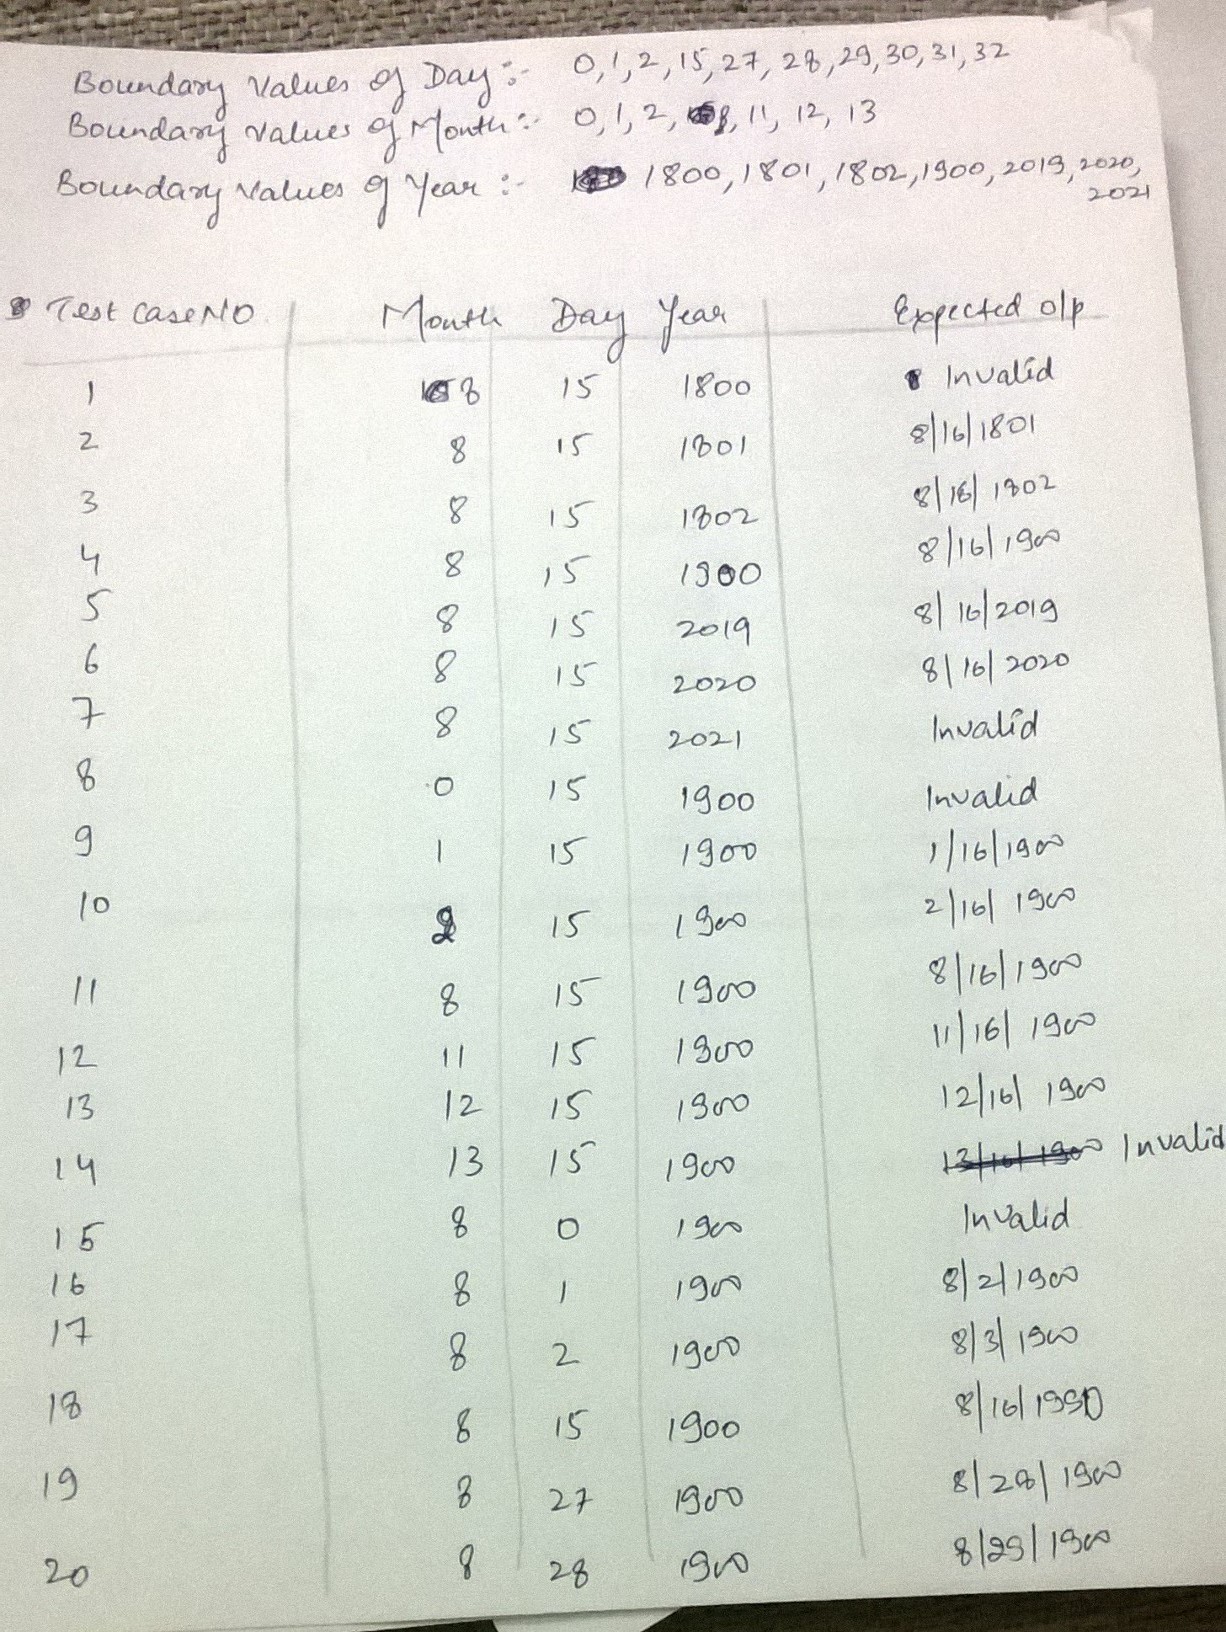 Boundary Values of Day :- 0, 1, 2, 15, 27, 28, 29, 30, 31, 32
Boundary values of Month :- 0, 1, 2, 8, 11, 12, 13
Boundary values of Year :- 1800, 1801, 1802, 1900, 2019, 2020,
2021
Test Case NO. Month Day Year Expected o/p
1 8 15 1800 Invalid
2 8 15 1801 8/16/1801
3 8 15 1802 8/16/1802
4 8 15 1900 8/16/1900
5 8 15 2019 8/16/2019
6 8 15 2020 8/16/2020
7 8 15 2021 Invalid
8 0 15 1900 Invalid
9 1 15 1900 1/16/1900
10 2 15 1900 2/16/1900
11 8 15 1900 8/16/1900
12 11 15 1900 11/16/1900
13 12 15 1900 12/16/1900
14 13 15 1900 13/16/1900 Invalid
15 8 0 1900 Invalid
16 8 1 1900 8/2/1900
17 8 2 1900 8/3/1900
18 8 15 1900 8/16/1990
19 8 27 1900 8/28/1900
20 8 28 1900 8/29/1900